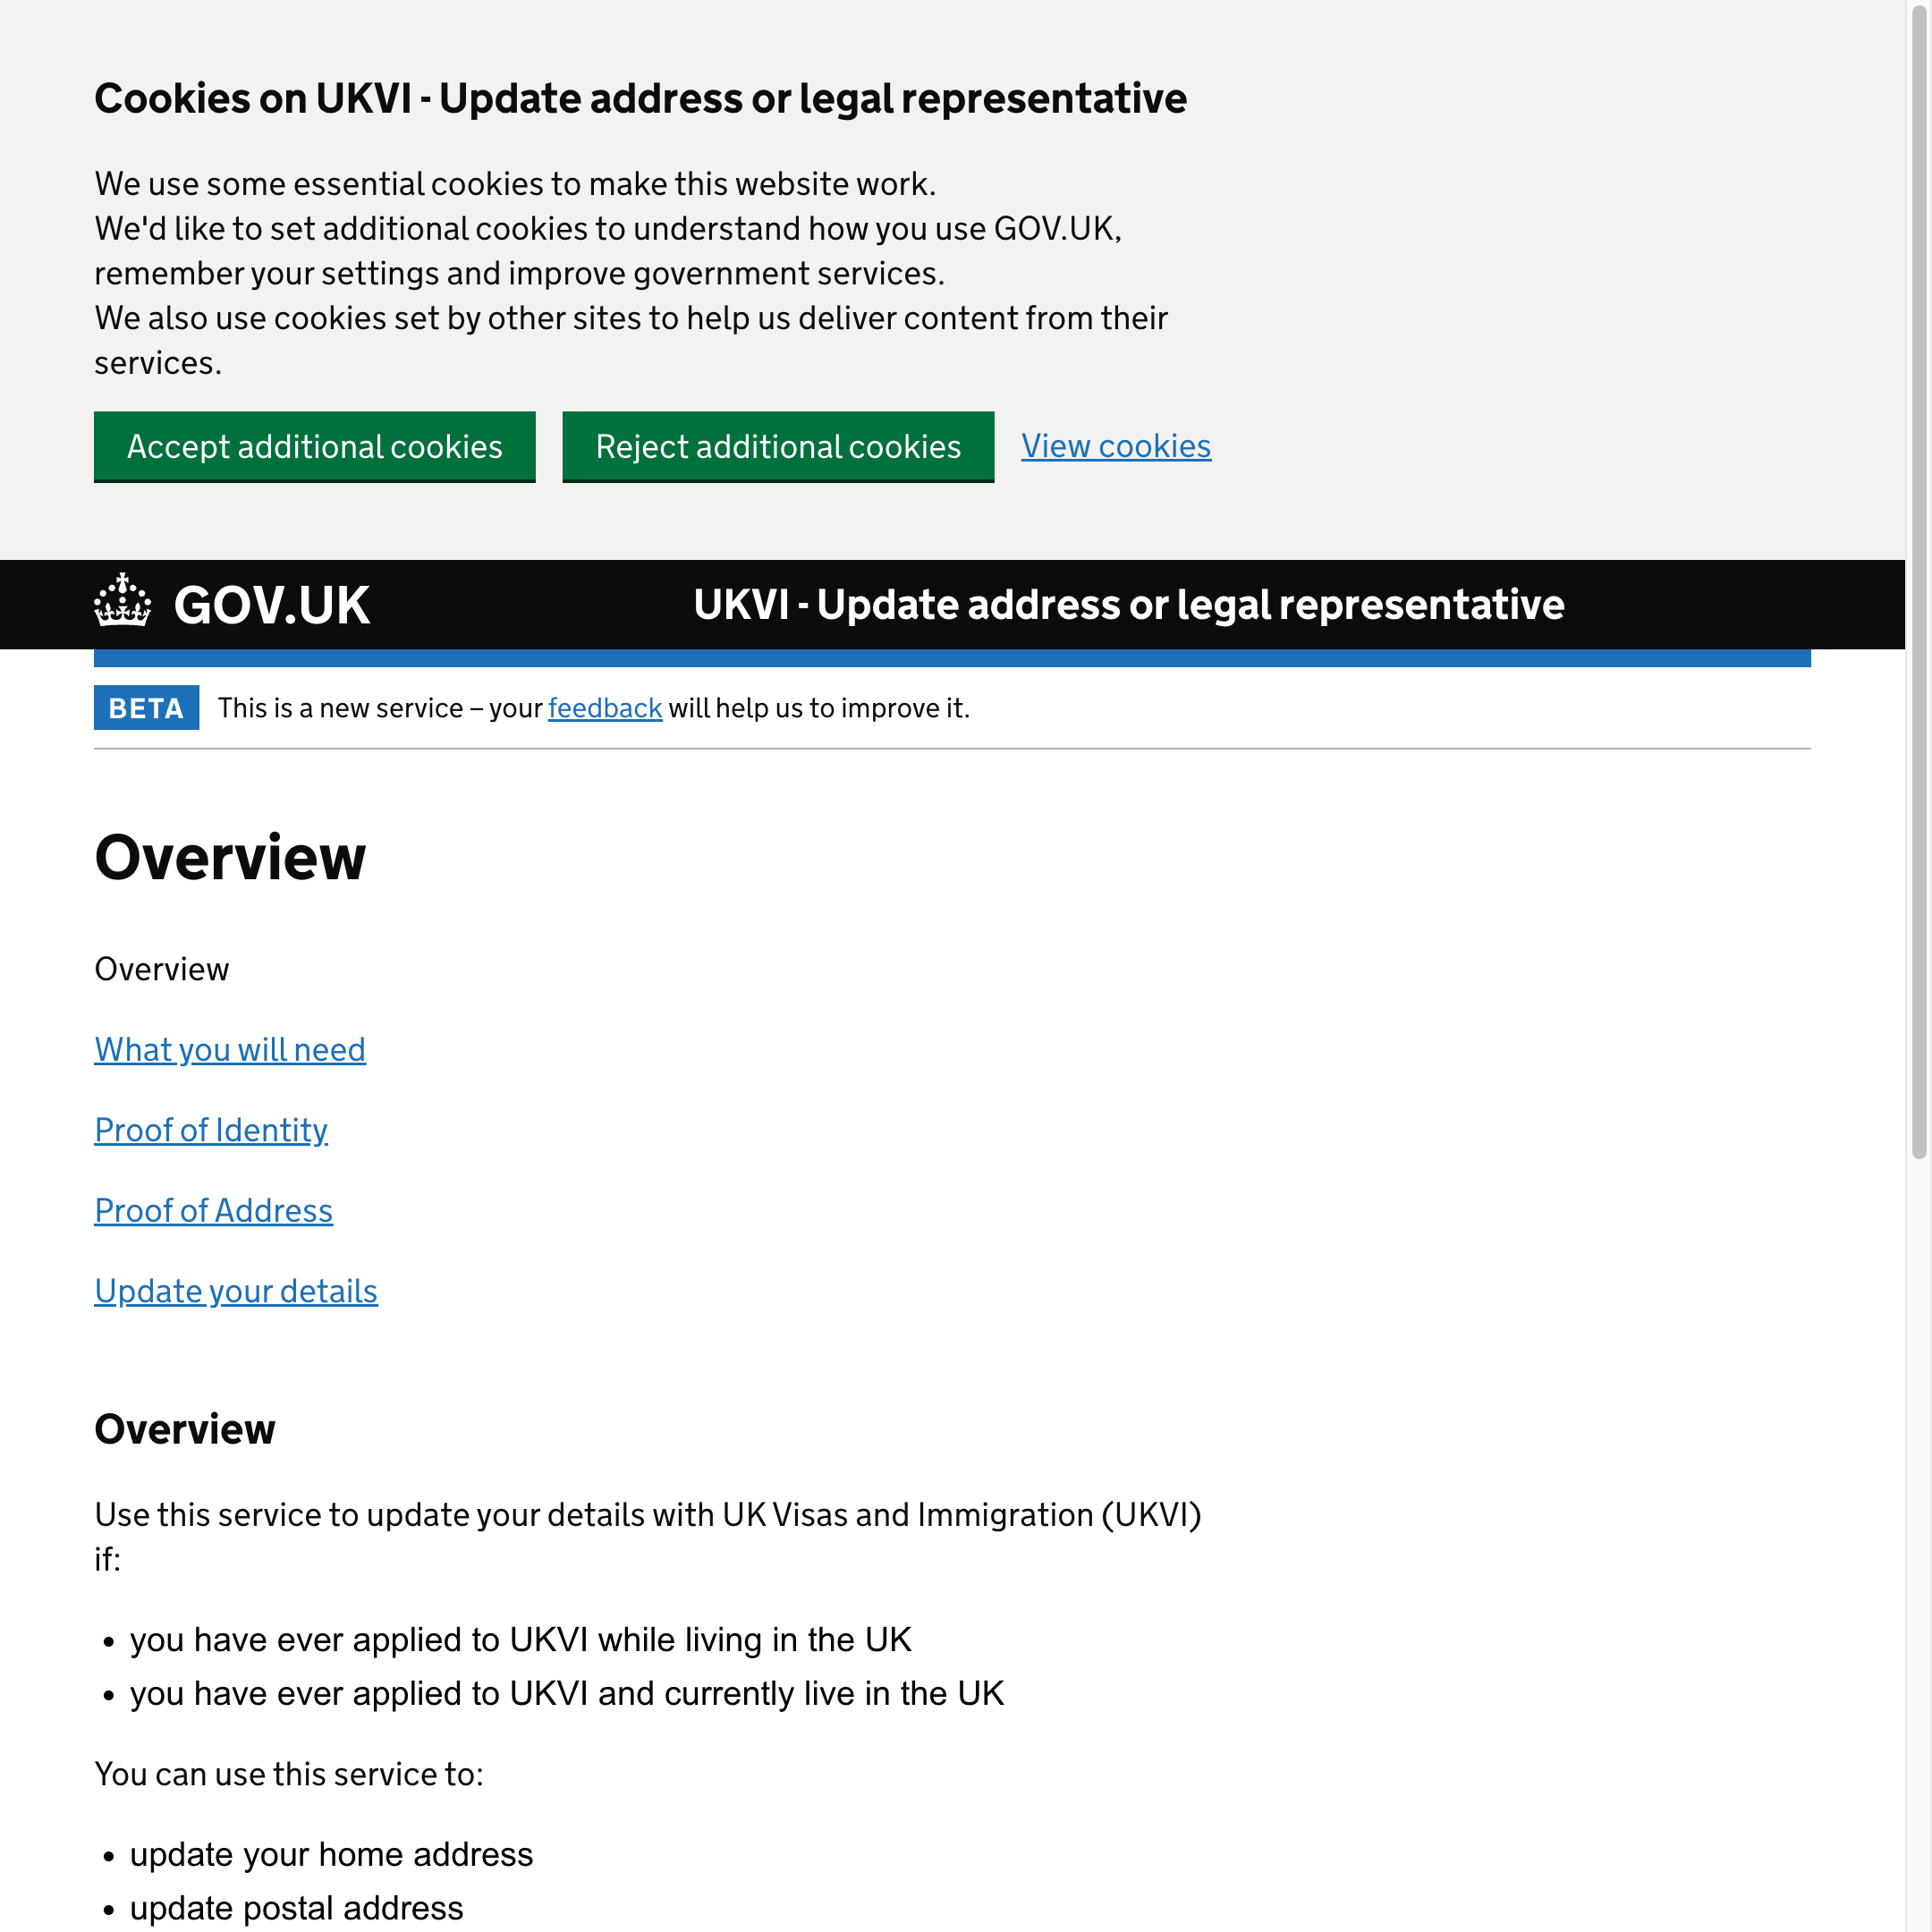 Cookies on UKVI - Update address or legal representative
We use some essential cookies to make this website work.
We'd like to set additional cookies to understand how you use GOV.UK,
remember your settings and improve government services.
We also use cookies set by other sites to help us deliver content from their
services.
Accept additional cookies Reject additional cookies View cookies
GOV.UK UKVI - Update address or legal representative
BETA This is a new service – your feedback will help us to improve it.
Overview
Overview
What you will need
Proof of Identity
Proof of Address
Update your details
Overview
Use this service to update your details with UK Visas and Immigration (UKVI)
if:
• you have ever applied to UKVI while living in the UK
• you have ever applied to UKVI and currently live in the UK
You can use this service to:
• update your home address
• update postal address